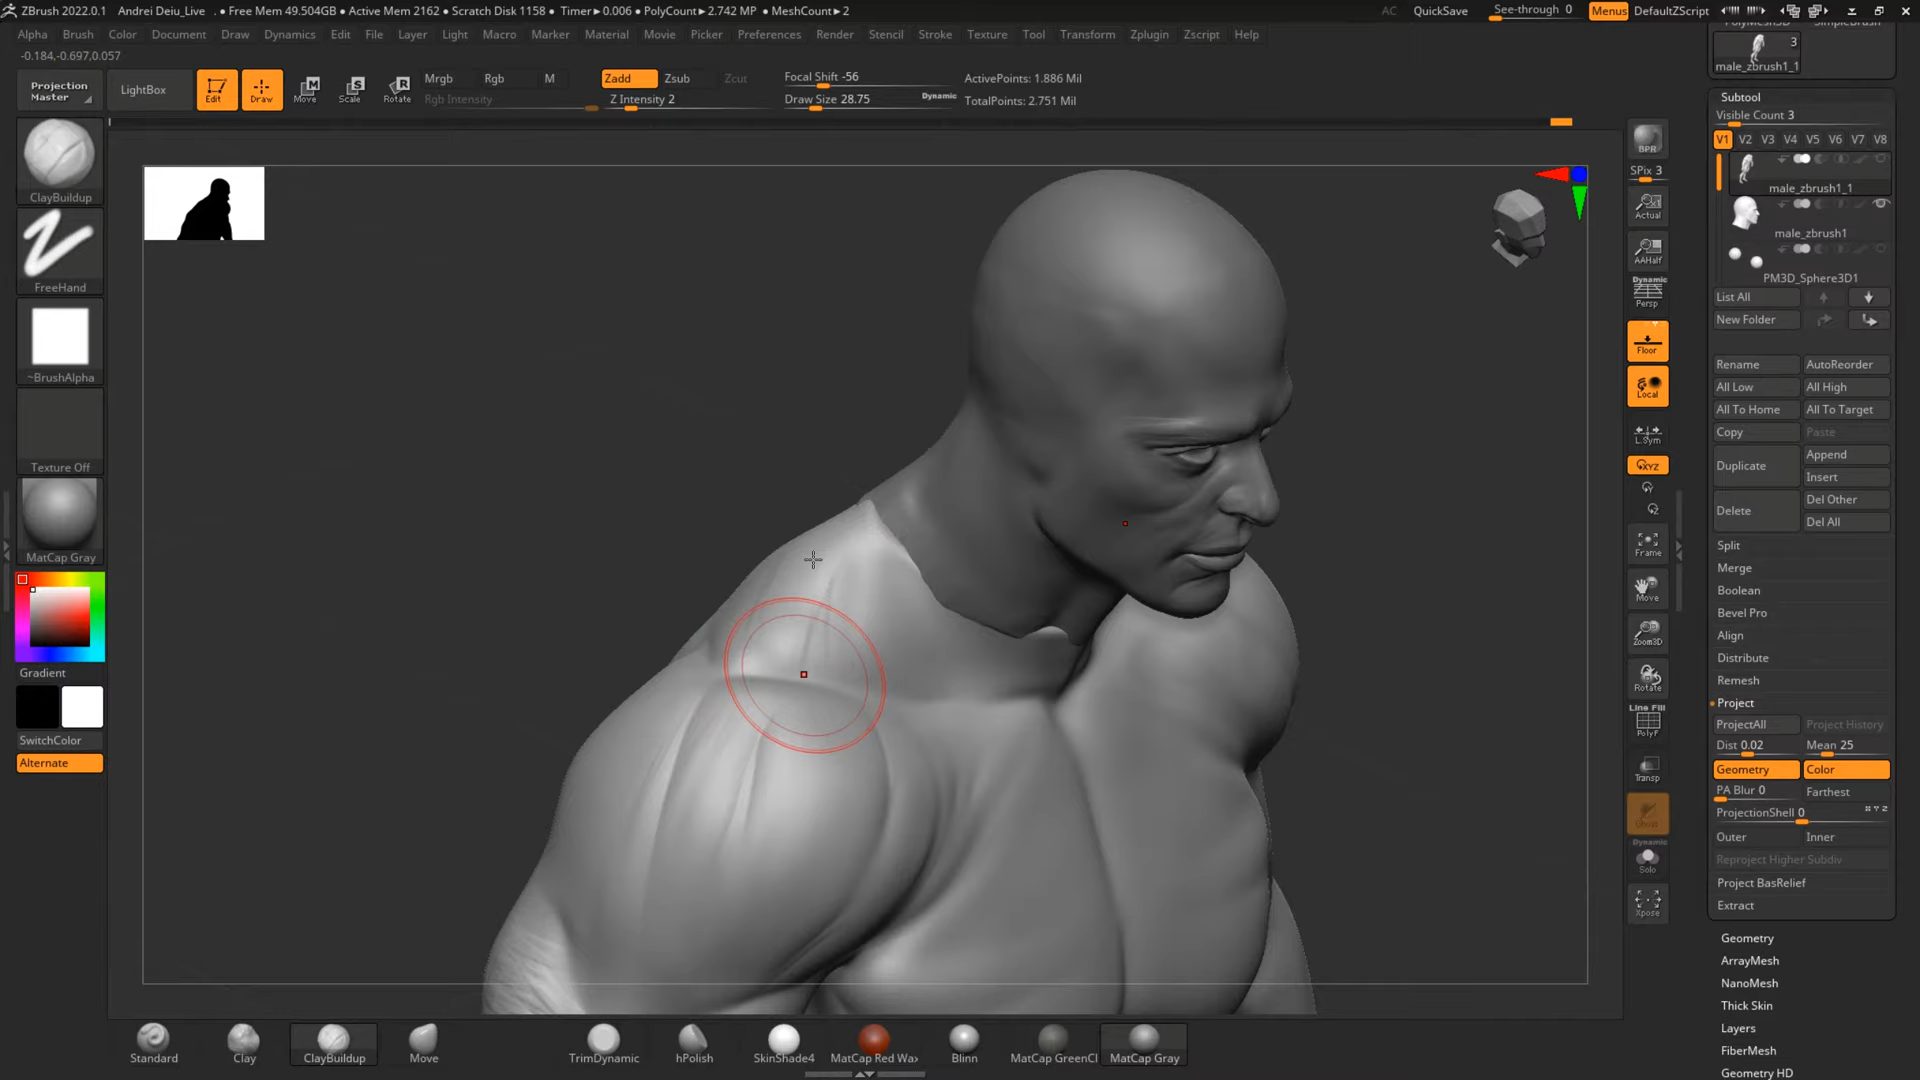 ZBrush 2022.0.1 Andrei Deiu_Live . • Free Mem 49.504GB • Active Mem 2162 • Scratch Disk 1158 • Timer▸0.006 • PolyCount▸2.742 MP • MeshCount▸2
AC QuickSave See-through 0 Menus DefaultZScript
Alpha Brush Color Document Draw Dynamics Edit File Layer Light Macro Marker Material Movie Picker Preferences Render Stencil Stroke Texture Tool Transform Zplugin Zscript Help
-0.184,-0.697,0.057
Projection Master
LightBox
Edit
Draw
Move
Scale
Rotate
Mrgb Rgb M
Rgb Intensity
Zadd Zsub Zcut
Z Intensity 2
Focal Shift -56
Draw Size 28.75
Dynamic
ActivePoints: 1.886 Mil
TotalPoints: 2.751 Mil
ClayBuildup
FreeHand
~BrushAlpha
Texture Off
MatCap Gray
Gradient
SwitchColor
Alternate
BPR
SPix 3
Actual
AAHalf
Dynamic
Persp
Floor
Local
L.Sym
XYZ
Frame
Move
Zoom3D
Rotate
Line Fill
PolyF
Transp
Ghost
Dynamic
Solo
Xpose
PolyMesh3D SimpleBrush
3
male_zbrush1_1
Subtool
Visible Count 3
V1 V2 V3 V4 V5 V6 V7 V8
male_zbrush1_1
male_zbrush1
PM3D_Sphere3D1
List All
New Folder
Rename AutoReorder
All Low All High
All To Home All To Target
Copy Paste
Duplicate Append
Insert
Delete Del Other
Del All
Split
Merge
Boolean
Bevel Pro
Align
Distribute
Remesh
Project
ProjectAll Project History
Dist 0.02 Mean 25
Geometry Color
PA Blur 0 Farthest
ProjectionShell 0
Outer Inner
Reproject Higher Subdiv
Project BasRelief
Extract
Geometry
ArrayMesh
NanoMesh
Thick Skin
Layers
FiberMesh
Geometry HD
Standard Clay ClayBuildup Move TrimDynamic hPolish SkinShade4 MatCap Red Wax Blinn MatCap GreenCl MatCap Gray